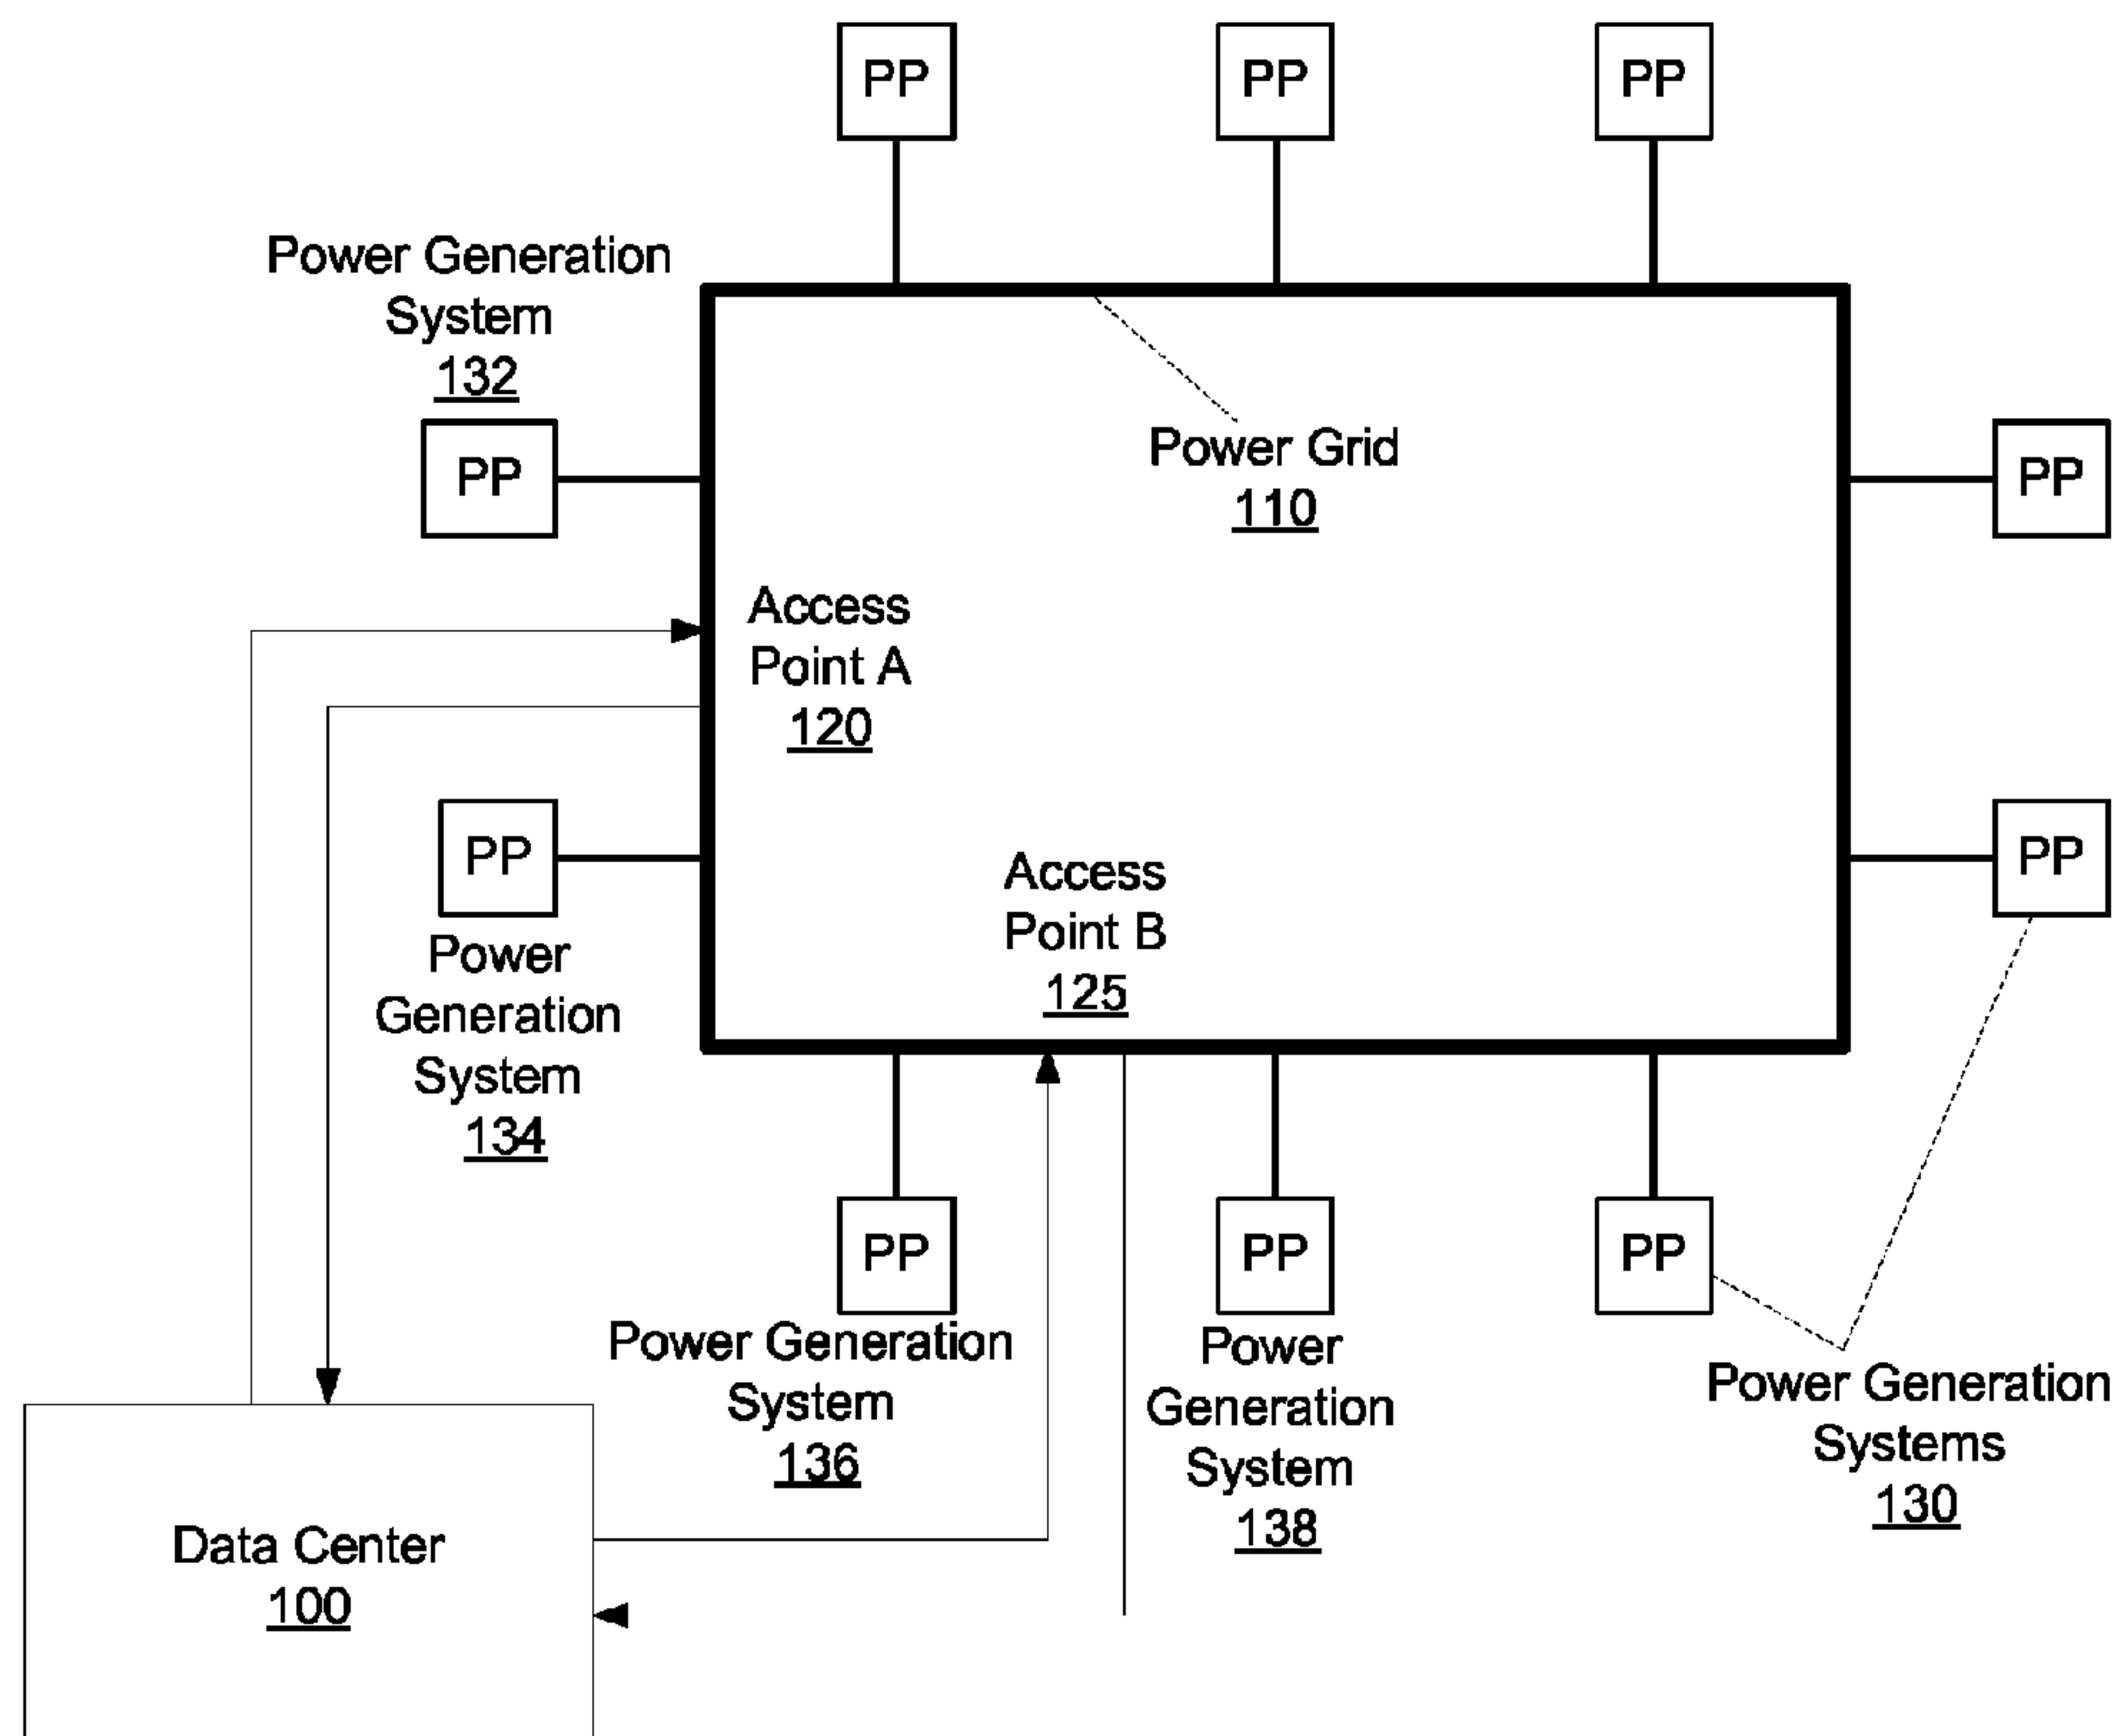 PP
PP
PP
Power Generation
System
132
PP
Power Grid
110
PP
Access
Point A
120
PP
Power
Generation
System
134
Access
Point B
125
PP
PP
Power Generation
System
136
PP
Power
Generation
System
138
PP
Power Generation
Systems
130
Data Center
100